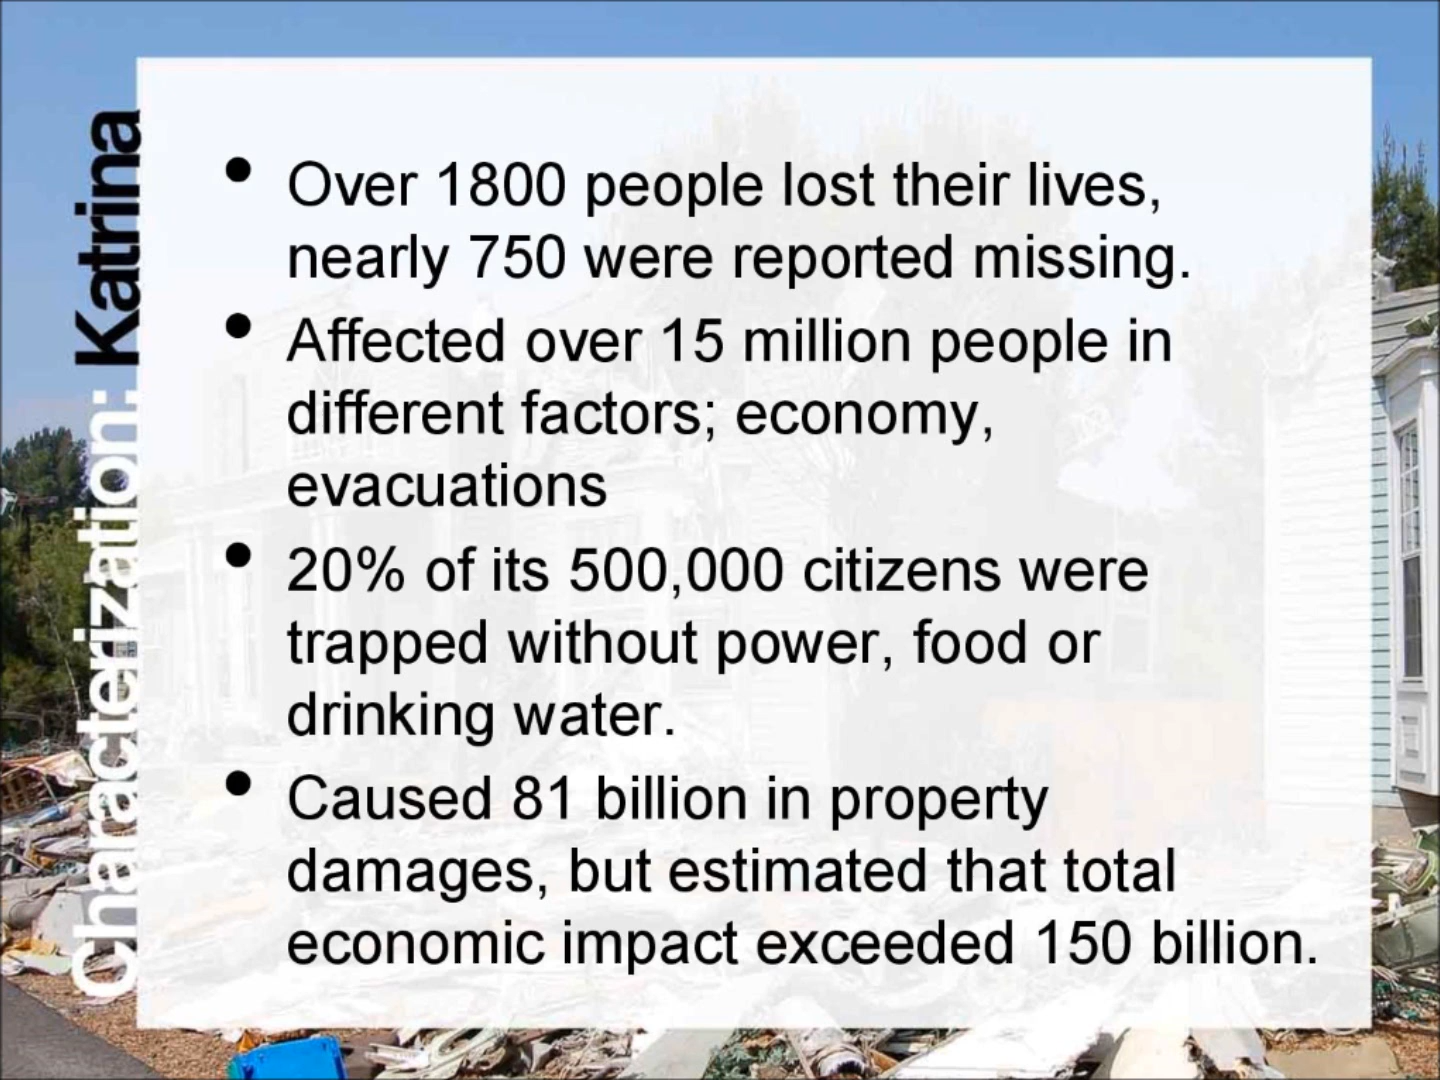 Characterization: Katrina
• Over 1800 people lost their lives,
nearly 750 were reported missing.
• Affected over 15 million people in
different factors; economy,
evacuations
• 20% of its 500,000 citizens were
trapped without power, food or
drinking water.
• Caused 81 billion in property
damages, but estimated that total
economic impact exceeded 150 billion.